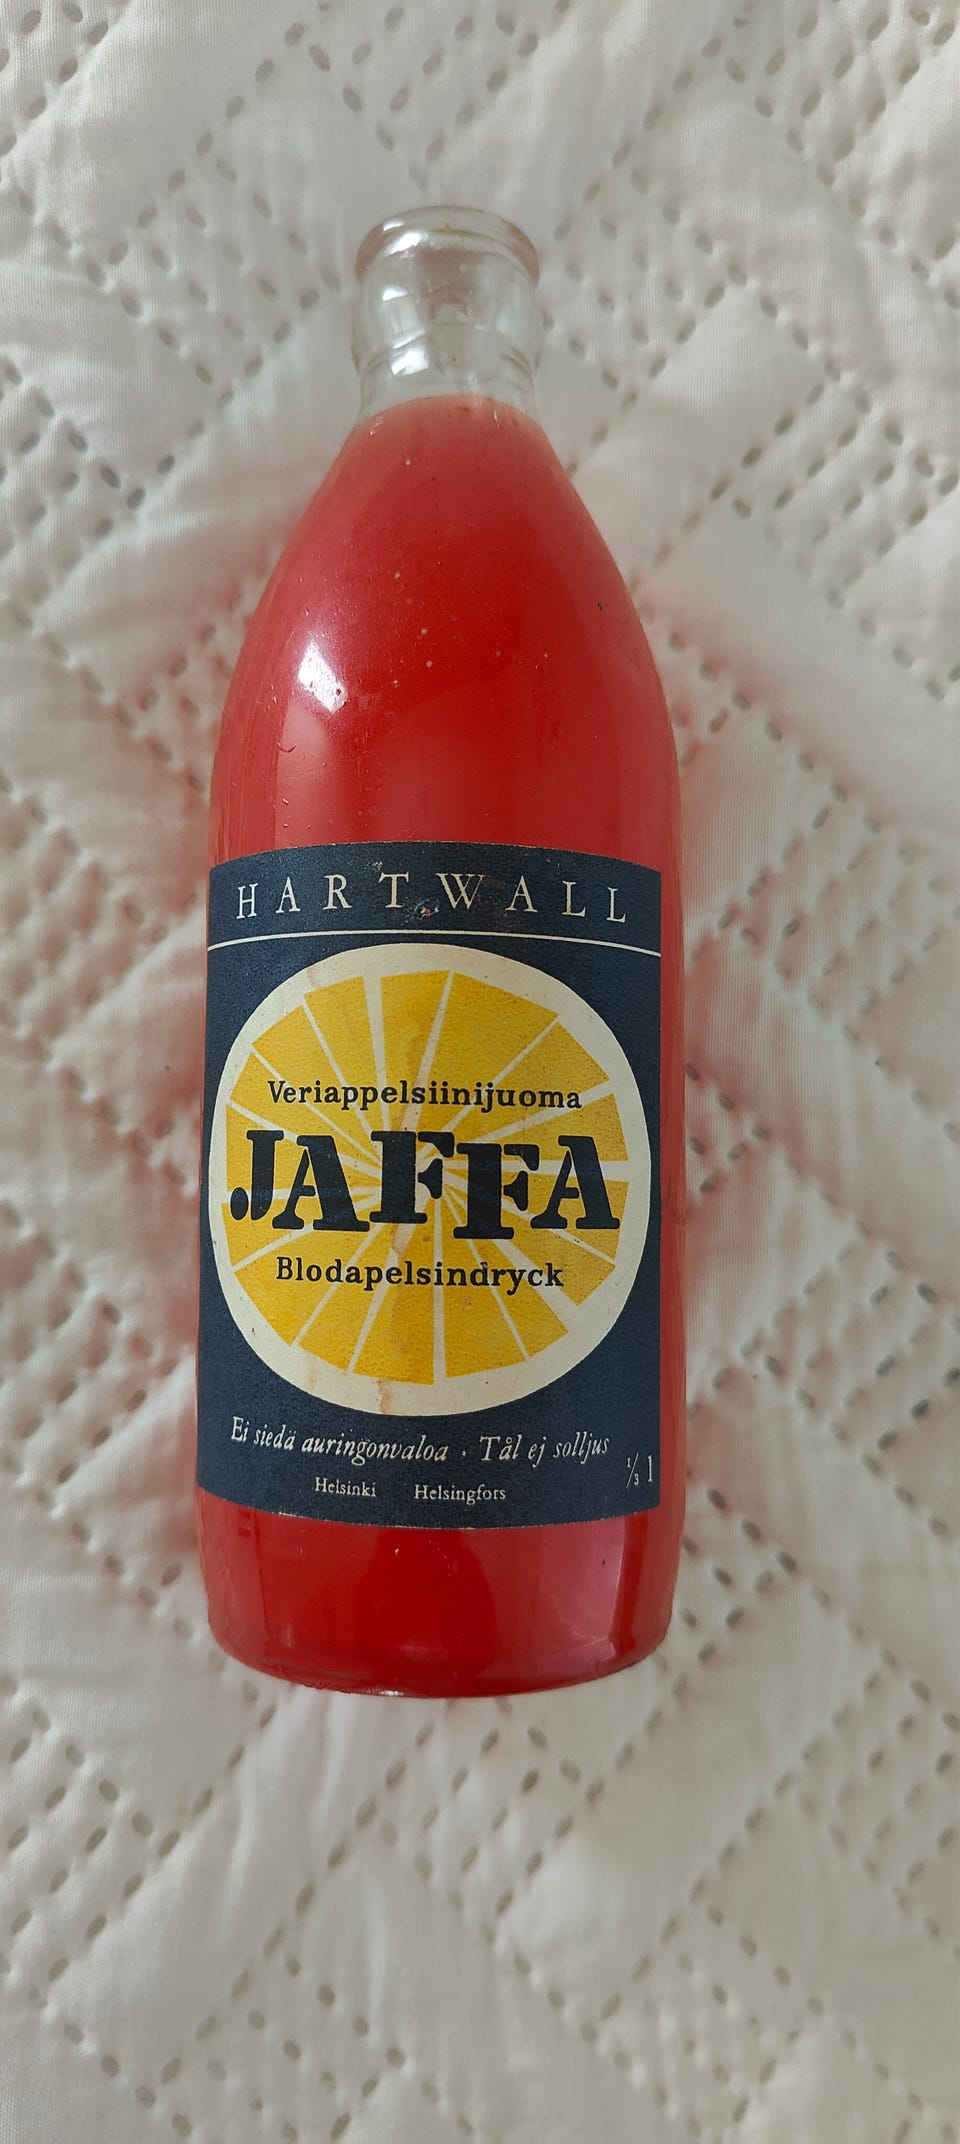 HARTWALL
Veriappelsiinijuoma
JAFFA
Blodapelsindryck
Ei siedä auringonvaloa · Tål ej solljus
1/3 l
Helsinki Helsingfors